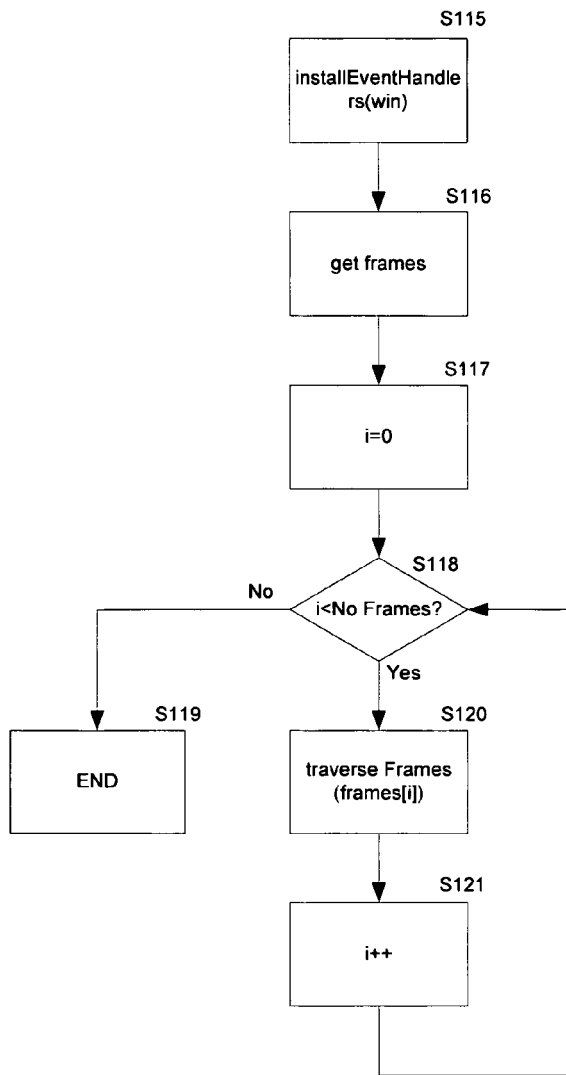 S115
installEventHandle
rs(win)
S116
get frames
S117
i=0
S118
i<No Frames?
No
Yes
S119
END
S120
traverse Frames
(frames[i])
S121
i++